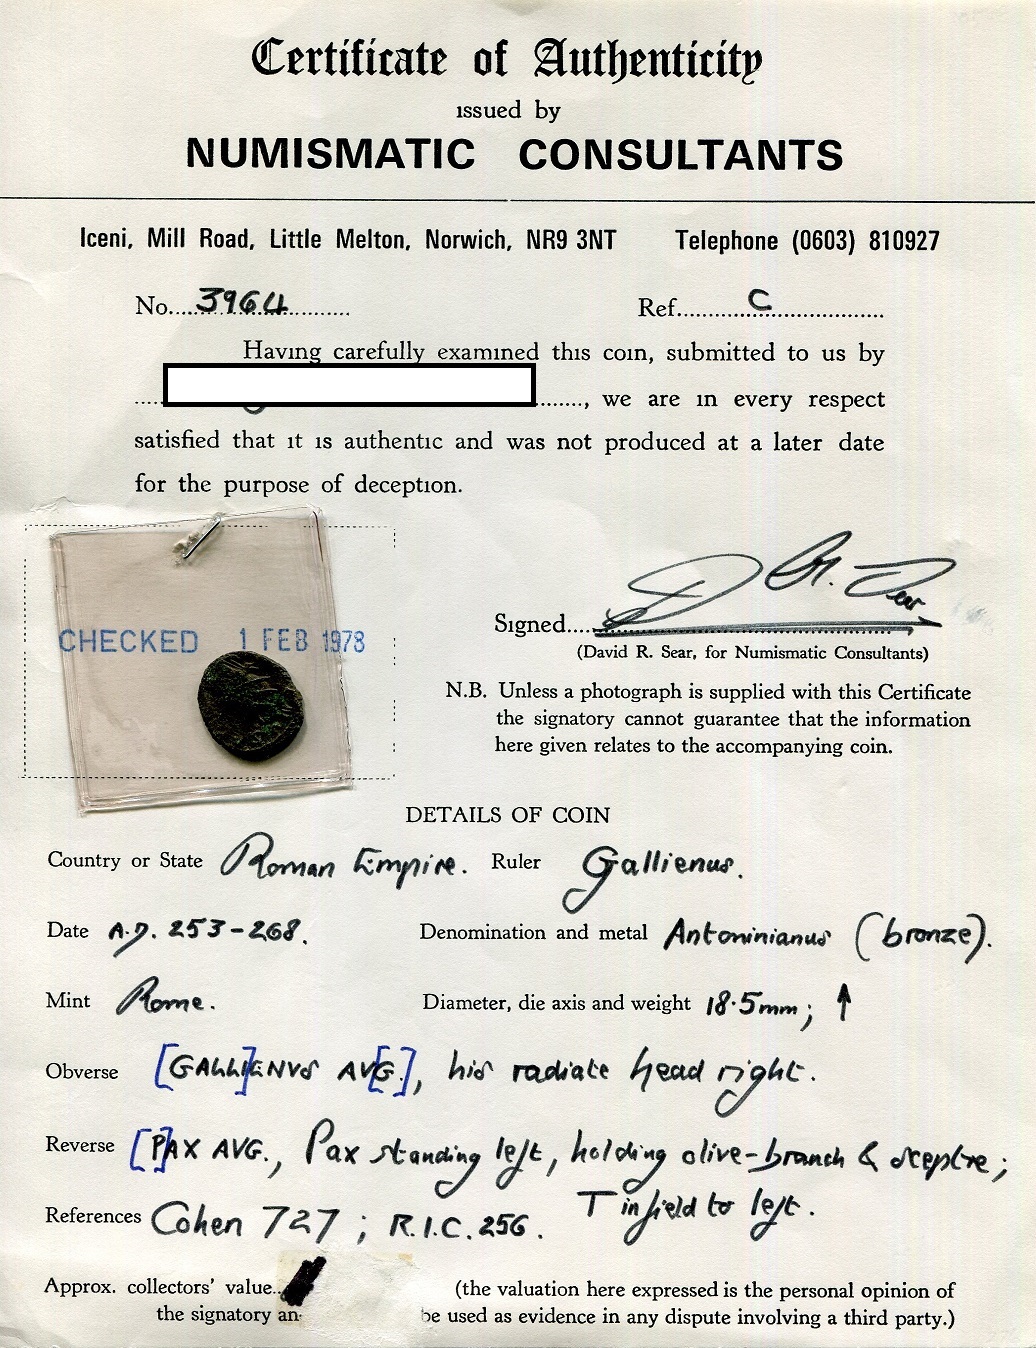 Certificate of Authenticity
issued by
NUMISMATIC CONSULTANTS
Iceni, Mill Road, Little Melton, Norwich, NR9 3NT Telephone (0603) 810927
No....3964............ Ref............C................
Having carefully examined this coin, submitted to us by
............, we are in every respect
satisfied that it is authentic and was not produced at a later date
for the purpose of deception.
CHECKED 1 FEB 1978
Signed.... D. R. Sear
(David R. Sear, for Numismatic Consultants)
N.B. Unless a photograph is supplied with this Certificate
the signatory cannot guarantee that the information
here given relates to the accompanying coin.
DETAILS OF COIN
Country or State Roman Empire. Ruler Gallienus.
Date A.D. 253-268. Denomination and metal Antoninianus (bronze).
Mint Rome. Diameter, die axis and weight 18·5mm; ↑
Obverse [GALLI]ENVS AV[G.], his radiate head right.
Reverse [P]AX AVG., Pax standing left, holding olive-branch & sceptre;
T in field to left.
References Cohen 727; R.I.C. 256.
Approx. collectors' value.. (the valuation here expressed is the personal opinion of
the signatory an be used as evidence in any dispute involving a third party.)